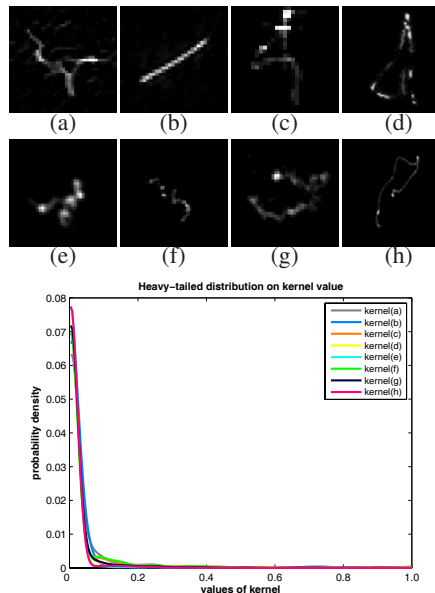 (a) (b) (c) (d)
(e) (f) (g) (h)
Heavy−tailed distribution on kernel value
0.08
0.07
0.06
0.05
0.04
0.03
0.02
0.01
0
probability density
kernel(a)
kernel(b)
kernel(c)
kernel(d)
kernel(e)
kernel(f)
kernel(g)
kernel(h)
0 0.2 0.4 0.6 0.8 1.0
values of kernel